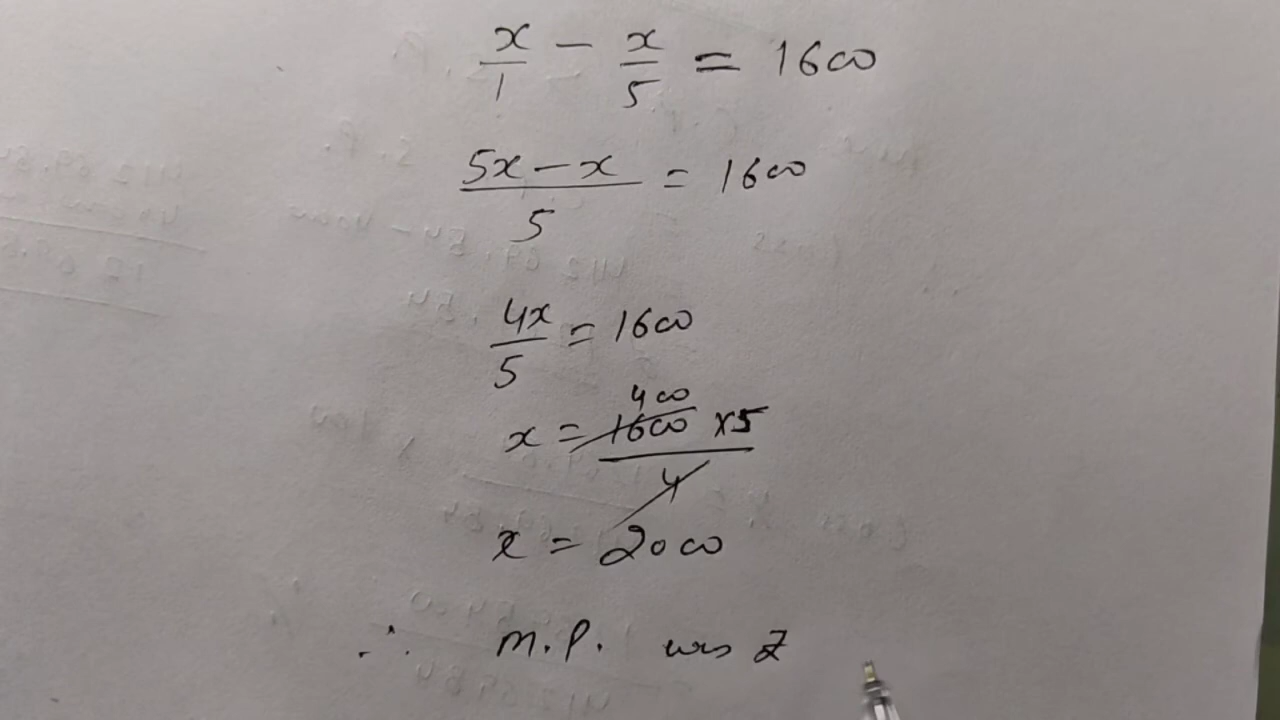 x/1 - x/5 = 1600
5x - x / 5 = 1600
4x/5 = 1600
x = 1600 400 x 5 / 4
x = 2000
∴ M.P. was ₹